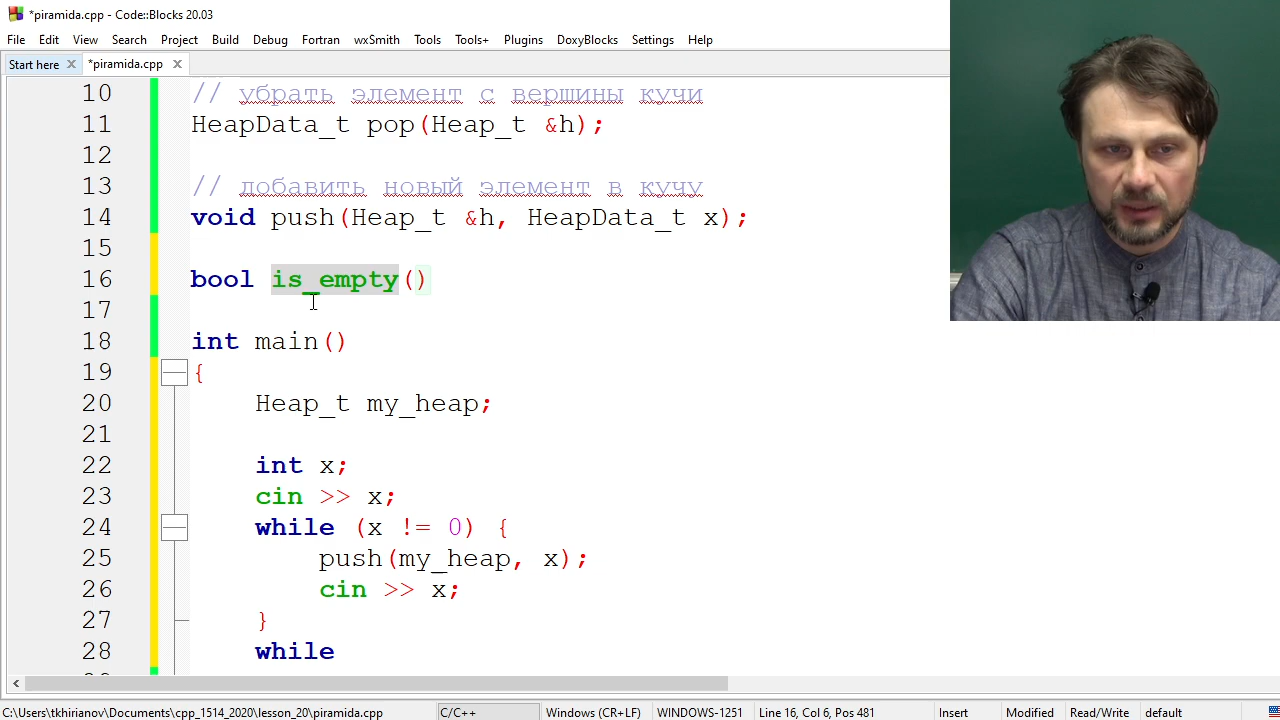 *piramida.cpp - Code::Blocks 20.03
File Edit View Search Project Build Debug Fortran wxSmith Tools Tools+ Plugins DoxyBlocks Settings Help
Start here *piramida.cpp
10 // убрать элемент с вершины кучи
11 HeapData_t pop(Heap_t &h);
12
13 // добавить новый элемент в кучу
14 void push(Heap_t &h, HeapData_t x);
15
16 bool is_empty()
17
18 int main()
19 {
20 Heap_t my_heap;
21
22 int x;
23 cin >> x;
24 while (x != 0) {
25 push(my_heap, x);
26 cin >> x;
27 }
28 while
C:\Users\tkhirianov\Documents\cpp_1514_2020\lesson_20\piramida.cpp C/C++ Windows (CR+LF) WINDOWS-1251 Line 16, Col 6, Pos 481 Insert Modified Read/Write default